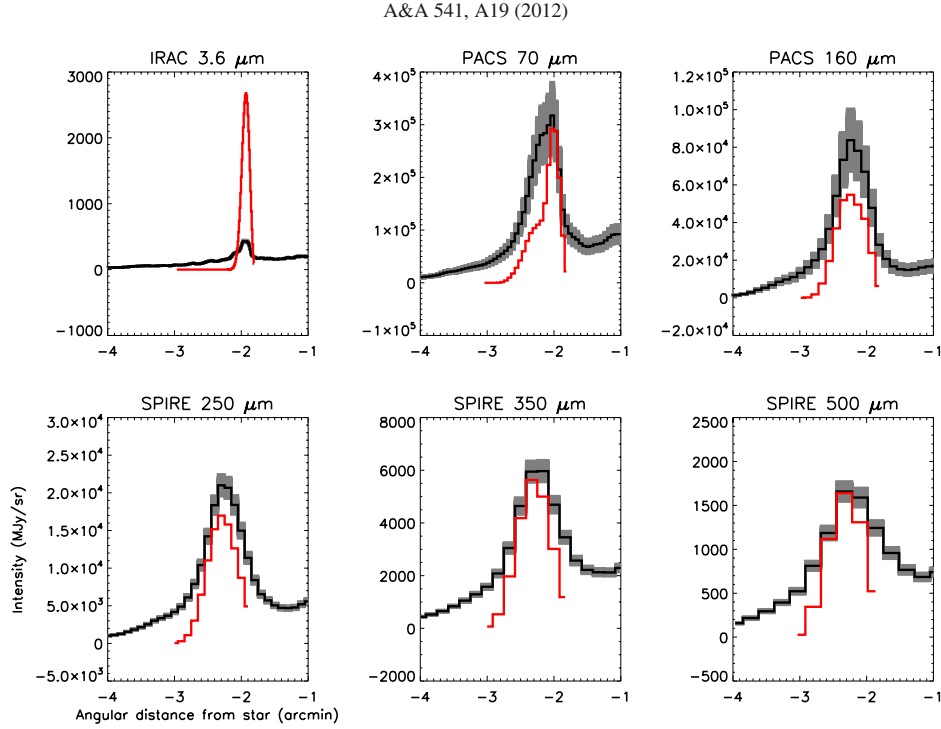 A&A 541, A19 (2012)
IRAC 3.6 μm
PACS 70 μm
PACS 160 μm
3000
2000
1000
0
−1000
−4 −3 −2 −1
4×10⁵
3×10⁵
2×10⁵
1×10⁵
0
−1×10⁵
−4 −3 −2 −1
1.2×10⁵
1.0×10⁵
8.0×10⁴
6.0×10⁴
4.0×10⁴
2.0×10⁴
0
−2.0×10⁴
−4 −3 −2 −1
SPIRE 250 μm
SPIRE 350 μm
SPIRE 500 μm
Intensity (MJy/sr)
3.0×10⁴
2.5×10⁴
2.0×10⁴
1.5×10⁴
1.0×10⁴
5.0×10³
0
−5.0×10³
−4 −3 −2 −1
Angular distance from star (arcmin)
8000
6000
4000
2000
0
−2000
−4 −3 −2 −1
2500
2000
1500
1000
500
0
−500
−4 −3 −2 −1